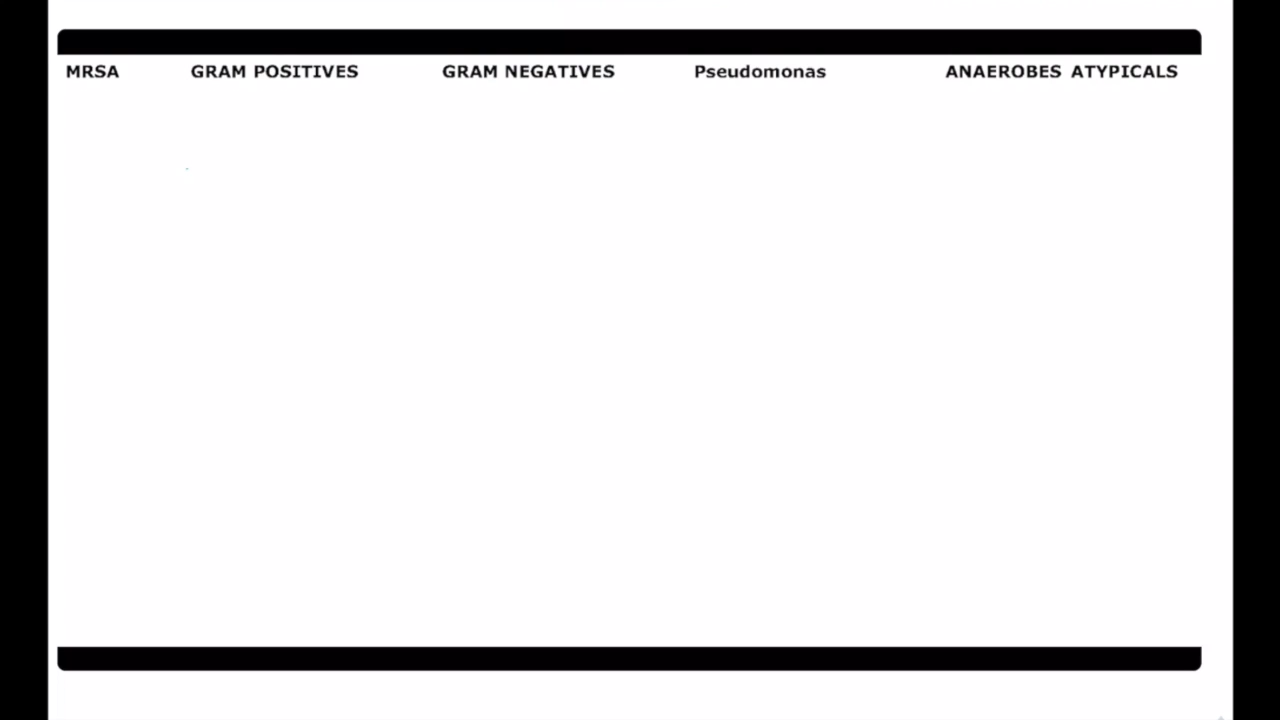 MRSA GRAM POSITIVES GRAM NEGATIVES Pseudomonas ANAEROBES ATYPICALS